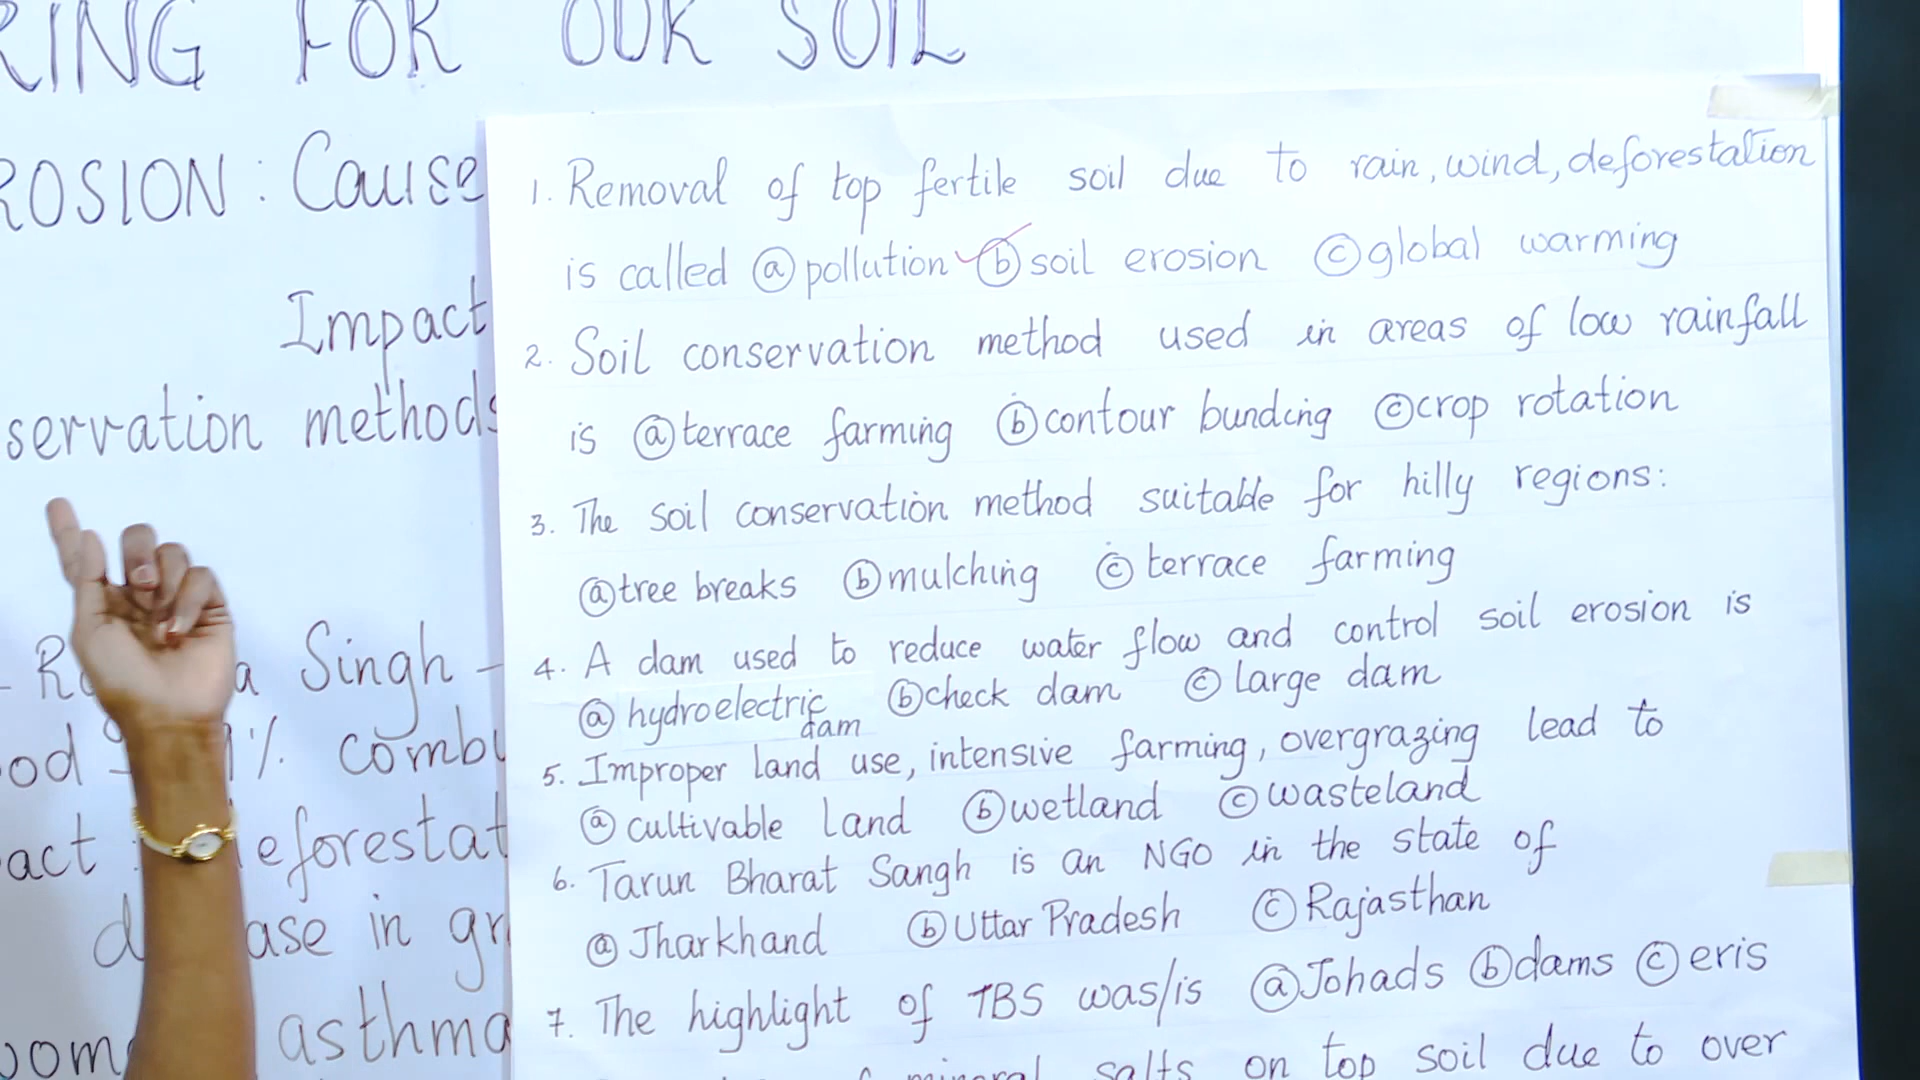 RING FOR OUR SOIL
ROSION : Cause
Impact
servation methods
Singh -
% combu
act eforestat
ase in gr
asthma
1. Removal of top fertile soil due to rain, wind, deforestation
is called ⓐ pollution ⓑ soil erosion ⓒ global warming
2. Soil conservation method used in areas of low rainfall
is ⓐ terrace farming ⓑ contour bunding ⓒ crop rotation
3. The soil conservation method suitable for hilly regions:
ⓐ tree breaks ⓑ mulching ⓒ terrace farming
4. A dam used to reduce water flow and control soil erosion is
ⓐ hydroelectric dam ⓑ check dam ⓒ large dam
5. Improper land use, intensive farming, overgrazing lead to
ⓐ cultivable land ⓑ wetland ⓒ wasteland
6. Tarun Bharat Sangh is an NGO in the state of
ⓐ Jharkhand ⓑ Uttar Pradesh ⓒ Rajasthan
7. The highlight of TBS was/is ⓐ Johads ⓑ dams ⓒ eris
mineral salts on top soil due to over